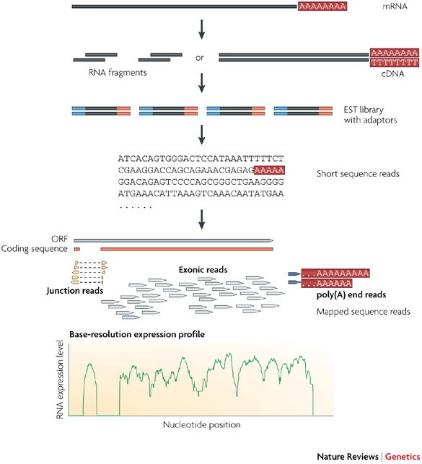 AAAAAAAA mRNA
AAAAAAAA
or
TTTTTTTT
RNA fragments
cDNA
EST library
with adaptors
ATCACAGTGGGACTCCATAAATTTTTCT
CGAAGGACCAGCAGAAACGAGAGAAAAA
Short sequence reads
GGACAGAGTCCCCAGCGGGCTGAAGGGG
ATGAAACATTAAAGTCAAACAATATGAA
......
ORF
Coding sequence
Exonic reads
...AAAAAAAAA
...AAAAAA
Junction reads
poly(A) end reads
Mapped sequence reads
Base-resolution expression profile
RNA expression level
Nucleotide position
Nature Reviews | Genetics